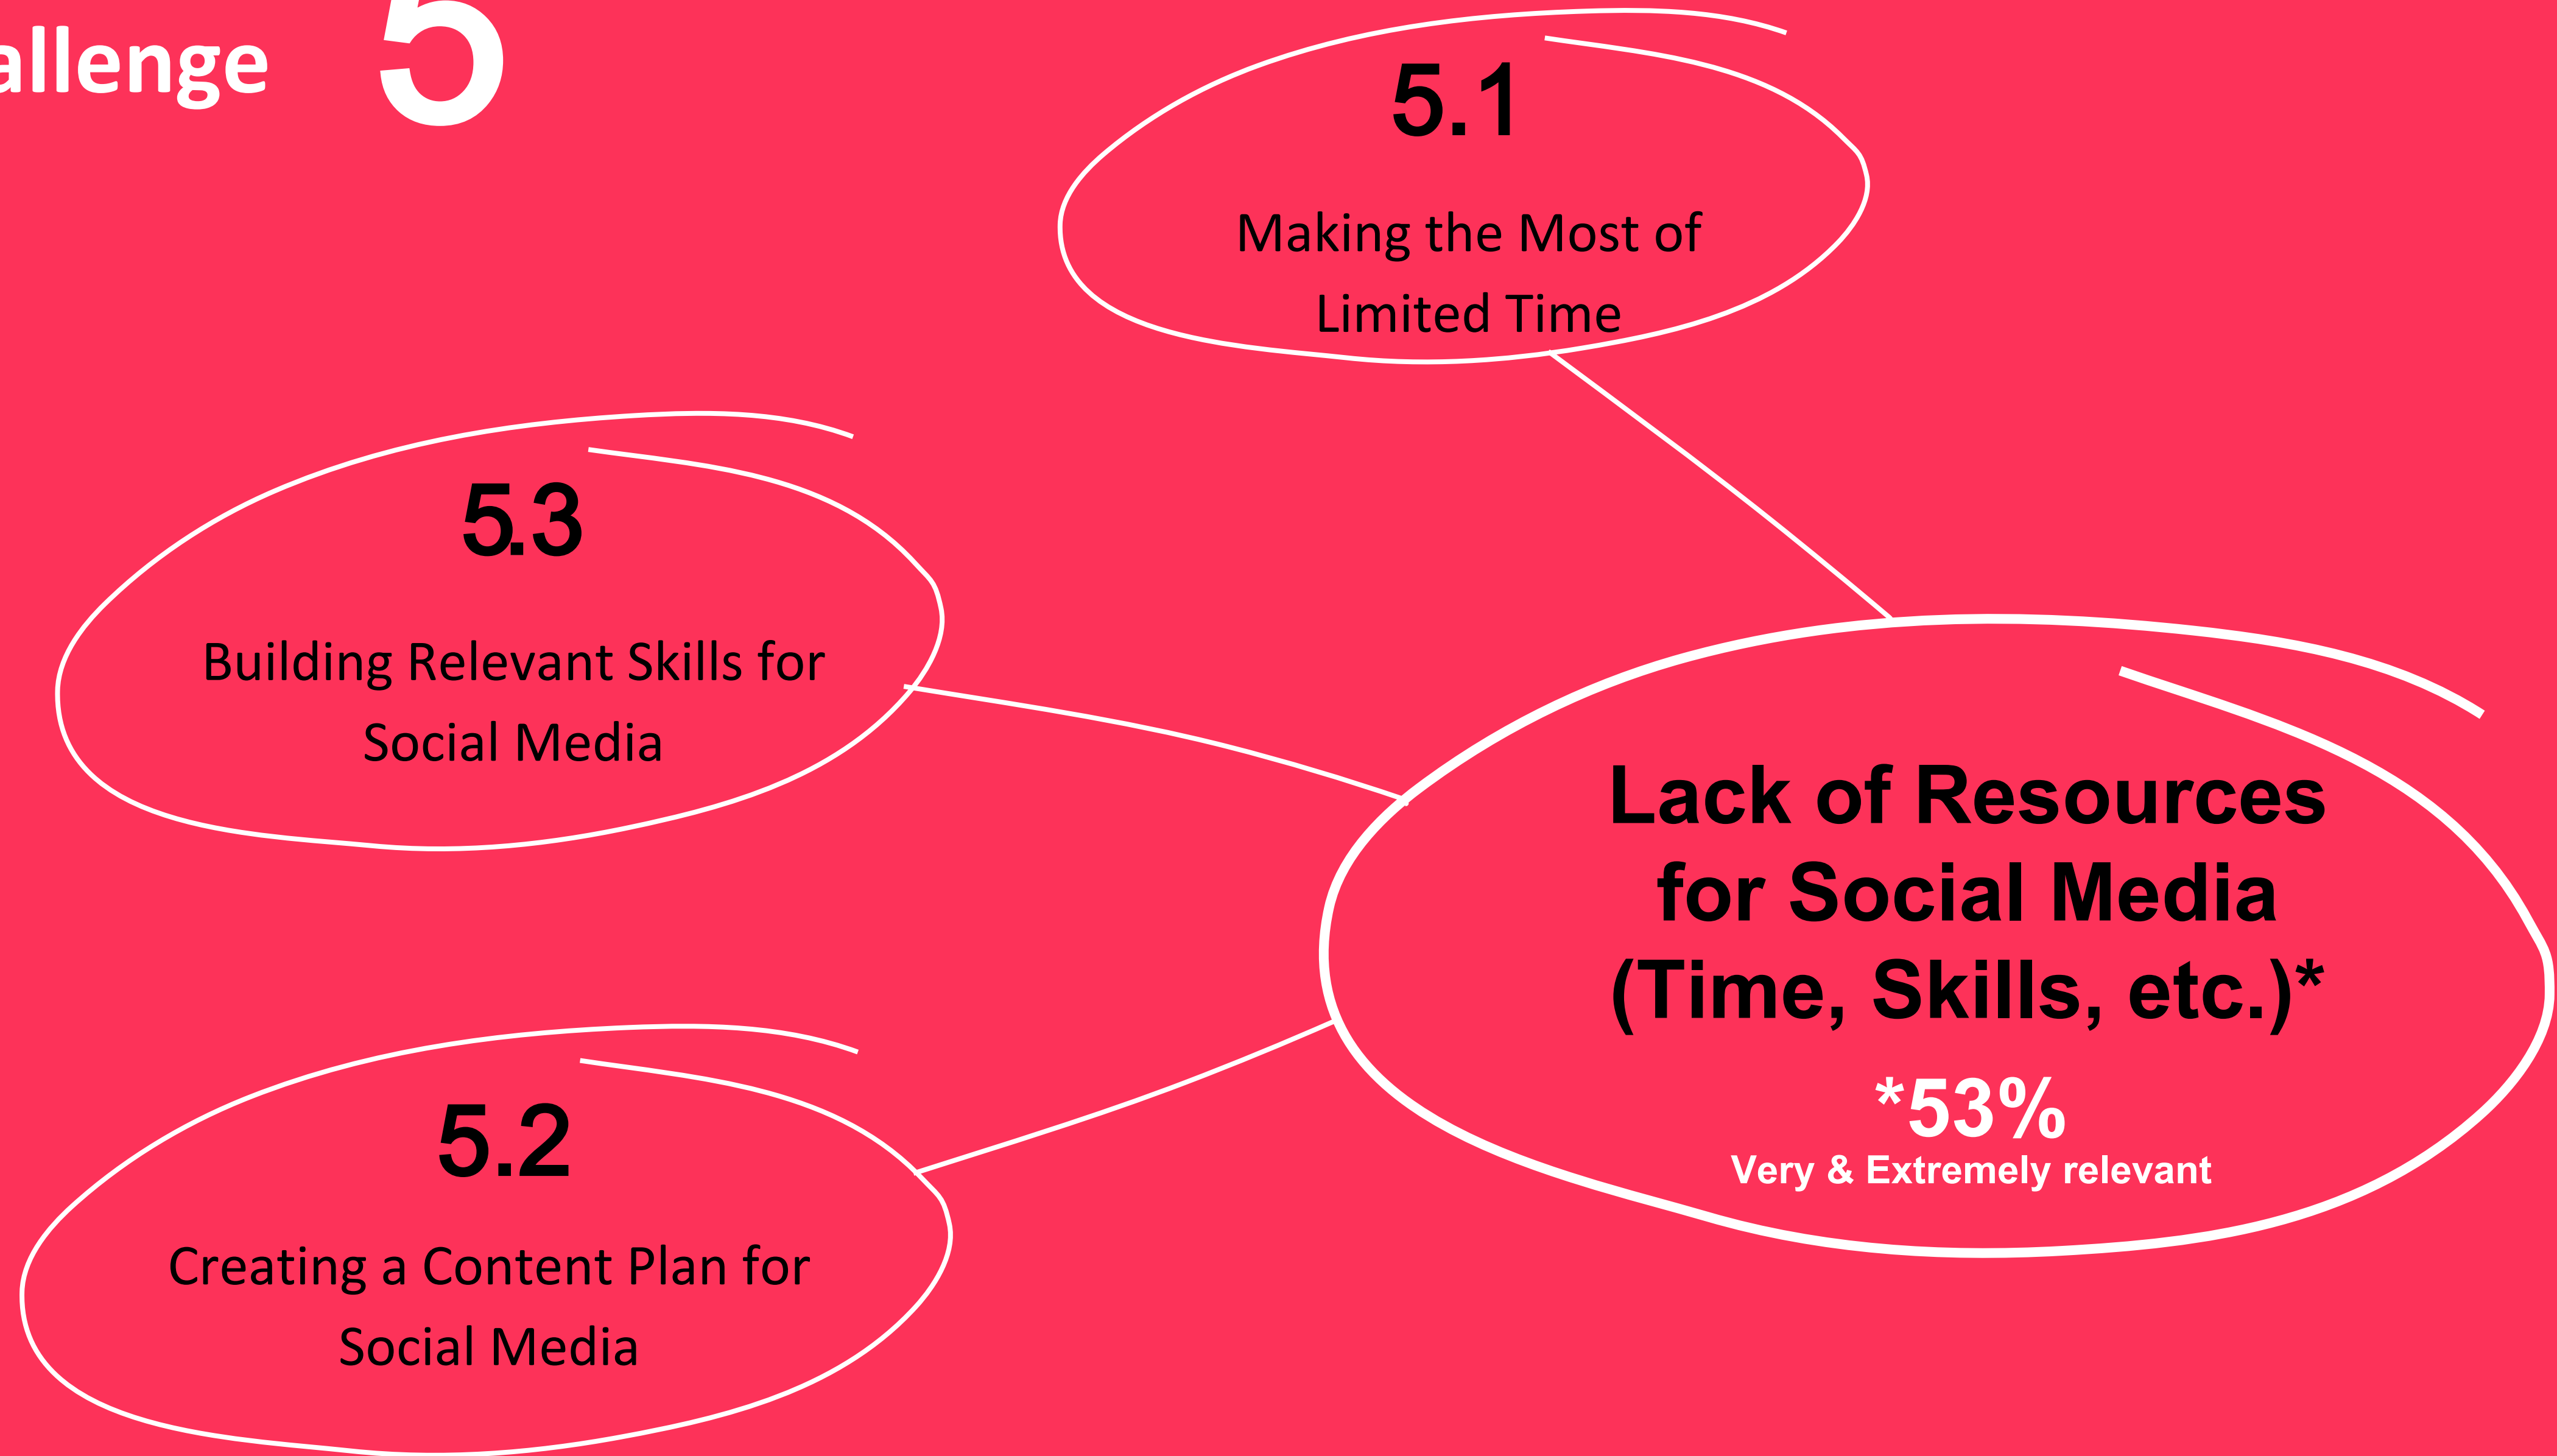 allenge 5
5.1
Making the Most of
Limited Time
5.3
Building Relevant Skills for
Social Media
Lack of Resources
for Social Media
(Time, Skills, etc.)*
*53%
Very & Extremely relevant
5.2
Creating a Content Plan for
Social Media